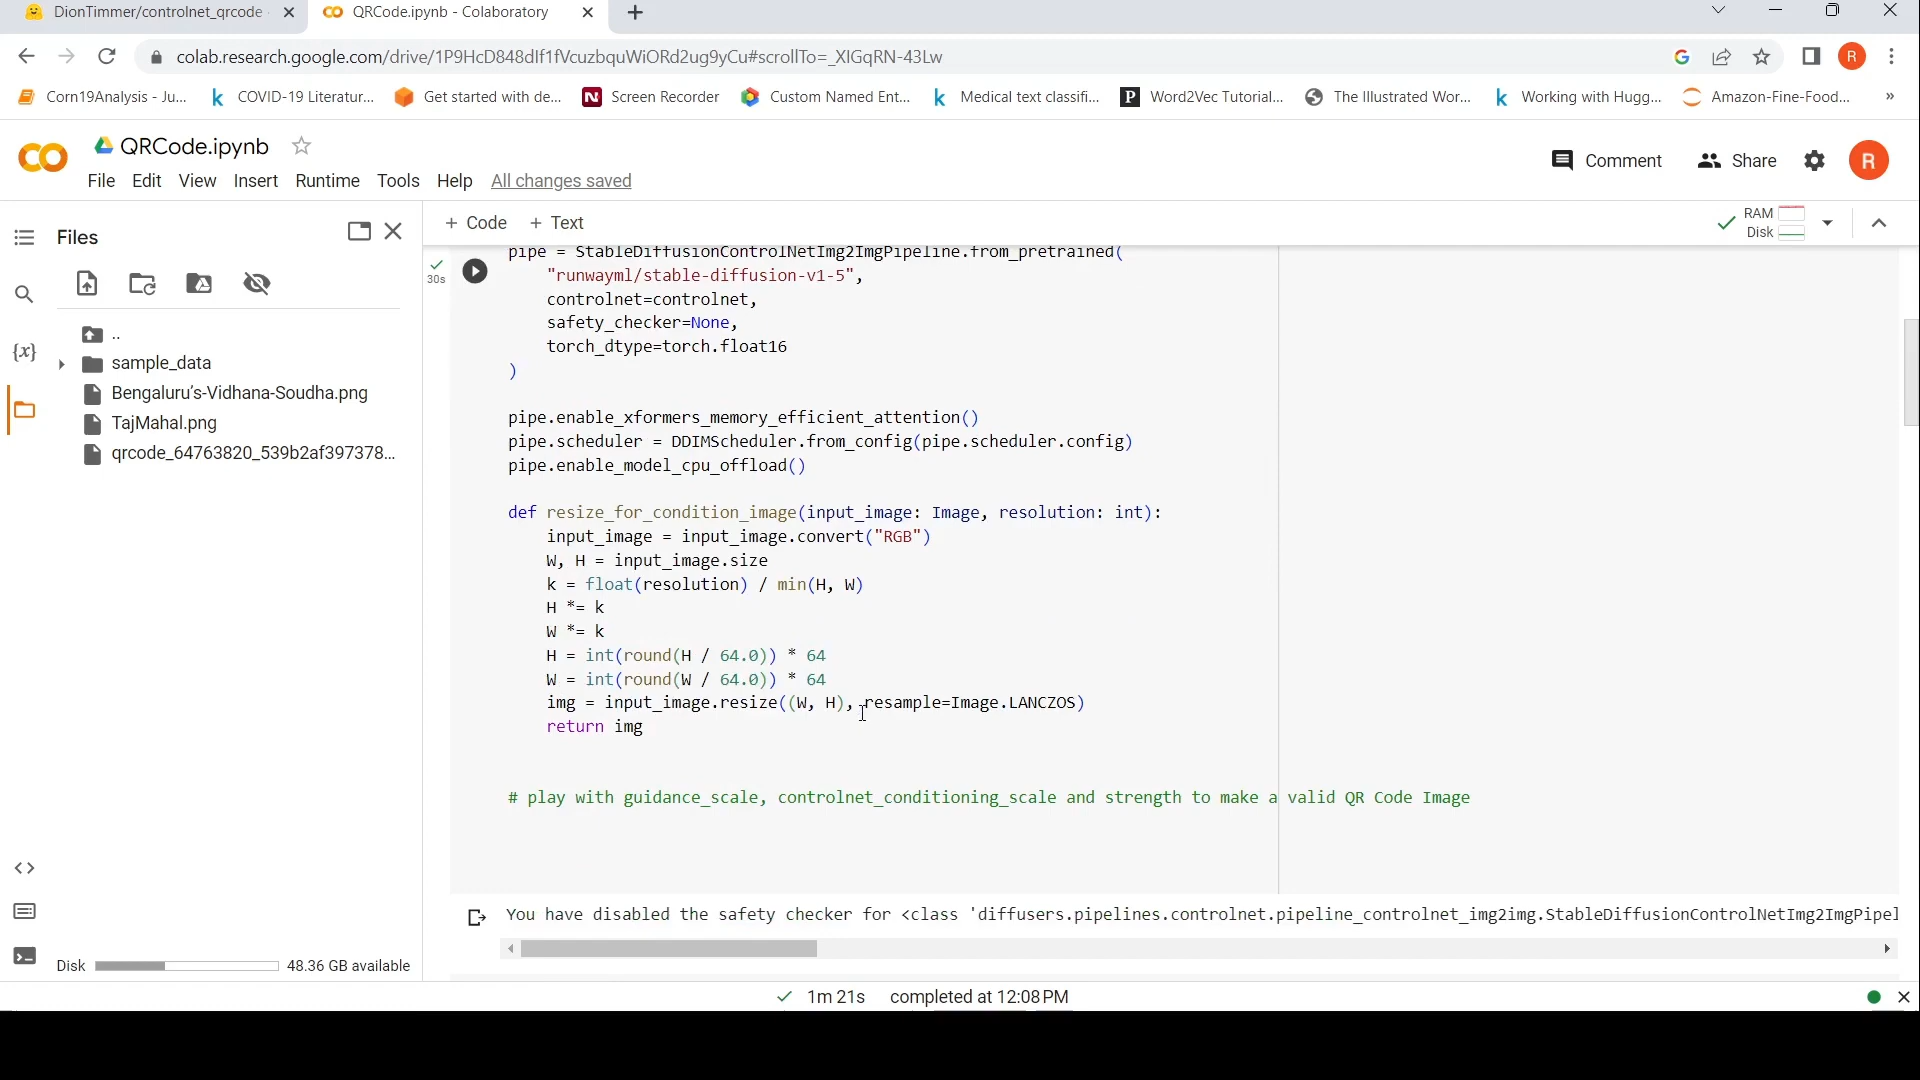 DionTimmer/controlnet_qrcode
QRCode.ipynb - Colaboratory
colab.research.google.com/drive/1P9HcD848dIf1fVcuzbquWiORd2ug9yCu#scrollTo=_XIGqRN-43Lw
R
Corn19Analysis - Ju...
COVID-19 Literatur...
Get started with de...
Screen Recorder
Custom Named Ent...
Medical text classifi...
Word2Vec Tutorial...
The Illustrated Wor...
Working with Hugg...
Amazon-Fine-Food...
»
QRCode.ipynb
Comment
Share
R
File Edit View Insert Runtime Tools Help All changes saved
Files
+ Code + Text
RAM
Disk
..
sample_data
Bengaluru's-Vidhana-Soudha.png
TajMahal.png
qrcode_64763820_539b2af397378...
30s
pipe = StableDiffusionControlNetImg2ImgPipeline.from_pretrained(
"runwayml/stable-diffusion-v1-5",
controlnet=controlnet,
safety_checker=None,
torch_dtype=torch.float16
)
pipe.enable_xformers_memory_efficient_attention()
pipe.scheduler = DDIMScheduler.from_config(pipe.scheduler.config)
pipe.enable_model_cpu_offload()
def resize_for_condition_image(input_image: Image, resolution: int):
input_image = input_image.convert("RGB")
W, H = input_image.size
k = float(resolution) / min(H, W)
H *= k
W *= k
H = int(round(H / 64.0)) * 64
W = int(round(W / 64.0)) * 64
img = input_image.resize((W, H), resample=Image.LANCZOS)
return img
# play with guidance_scale, controlnet_conditioning_scale and strength to make a valid QR Code Image
You have disabled the safety checker for <class 'diffusers.pipelines.controlnet.pipeline_controlnet_img2img.StableDiffusionControlNetImg2ImgPipel
Disk 48.36 GB available
1m 21s completed at 12:08 PM